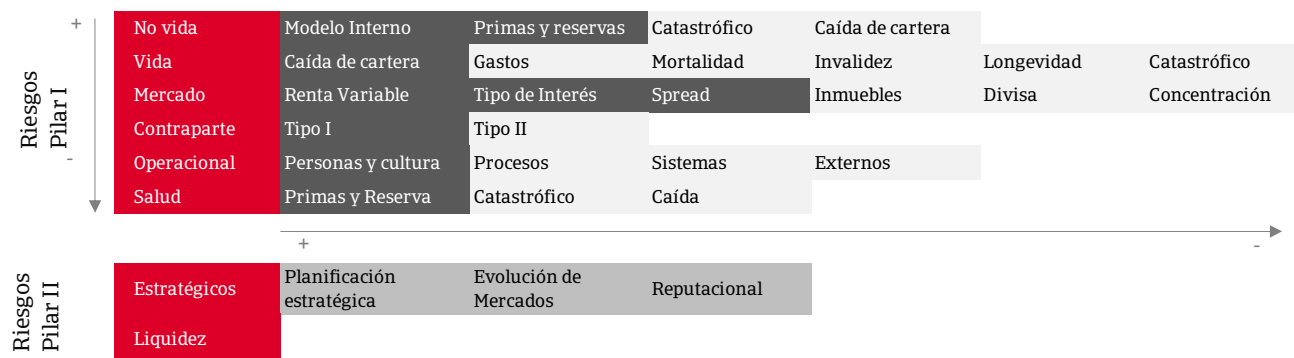 +
Riesgos
Pilar I
-
No vida Modelo Interno Primas y reservas Catastrófico Caída de cartera
Vida Caída de cartera Gastos Mortalidad Invalidez Longevidad Catastrófico
Mercado Renta Variable Tipo de Interés Spread Inmuebles Divisa Concentración
Contraparte Tipo I Tipo II
Operacional Personas y cultura Procesos Sistemas Externos
Salud Primas y Reserva Catastrófico Caída
+ -
Riesgos
Pilar II
Estratégicos
Planificación
estratégica
Evolución de
Mercados
Reputacional
Liquidez